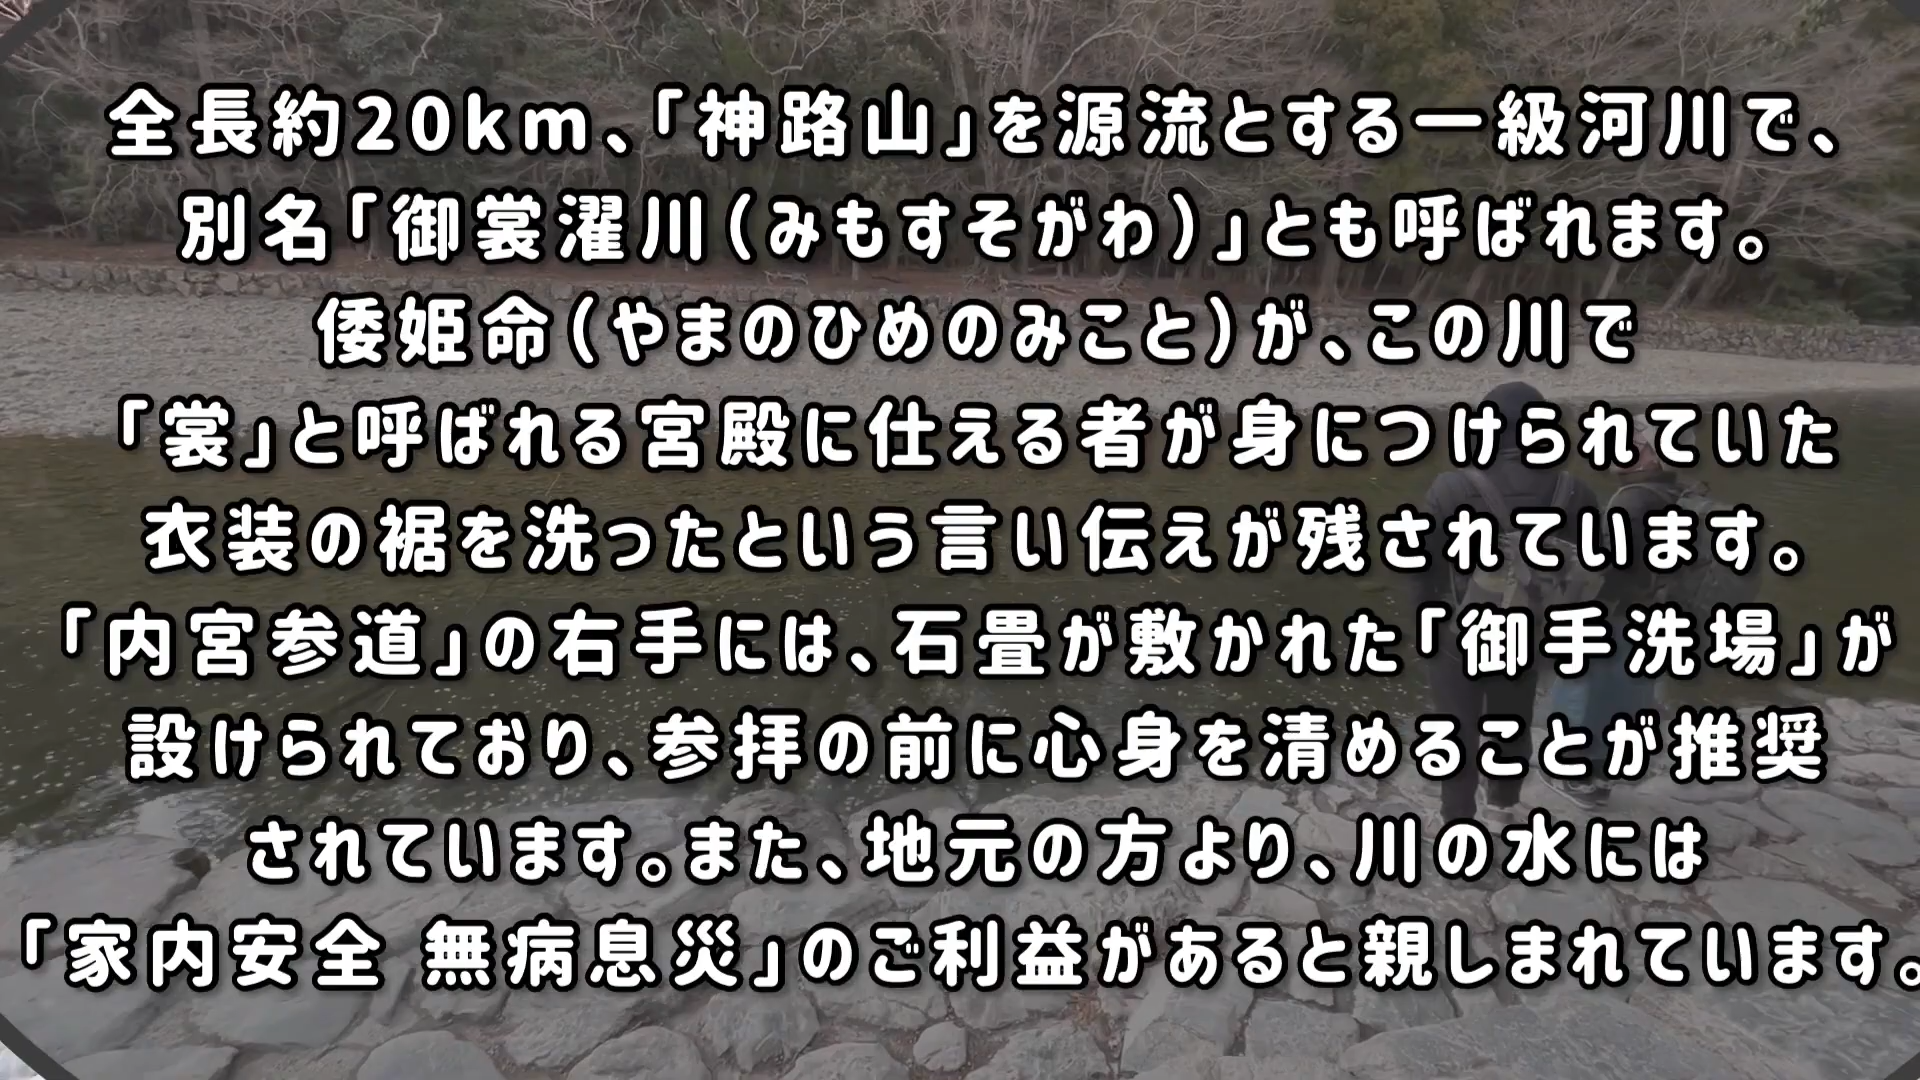 全長約20km、「神路山」を源流とする一級河川で、
別名「御裳濯川(みもすそがわ)」とも呼ばれます。
倭姫命(やまのひめのみこと)が、この川で
「裳」と呼ばれる宮殿に仕える者が身につけられていた
衣装の裾を洗ったという言い伝えが残されています。
「内宮参道」の右手には、石畳が敷かれた「御手洗場」が
設けられており、参拝の前に心身を清めることが推奨
されています。また、地元の方より、川の水には
「家内安全 無病息災」のご利益があると親しまれています。